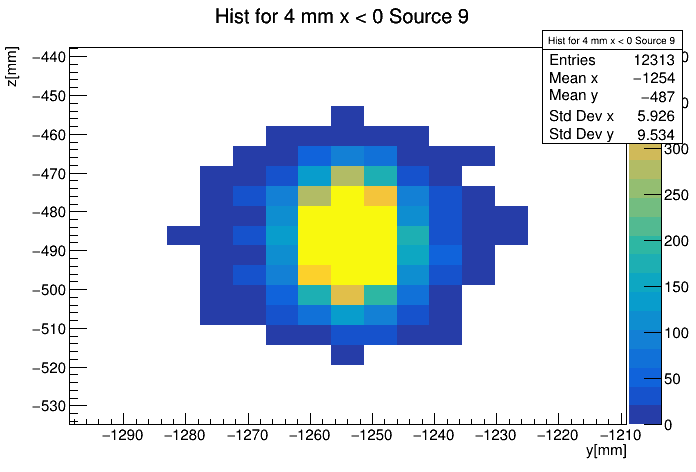 Hist for 4 mm x < 0 Source 9
Hist for 4 mm x < 0 Source 9
Entries 12313
Mean x −1254
Mean y −487
Std Dev x 5.926
Std Dev y 9.534
z[mm]
−440
−450
−460
−470
−480
−490
−500
−510
−520
−530
300
250
200
150
100
50
0
−1290 −1280 −1270 −1260 −1250 −1240 −1230 −1220 −1210
y[mm]